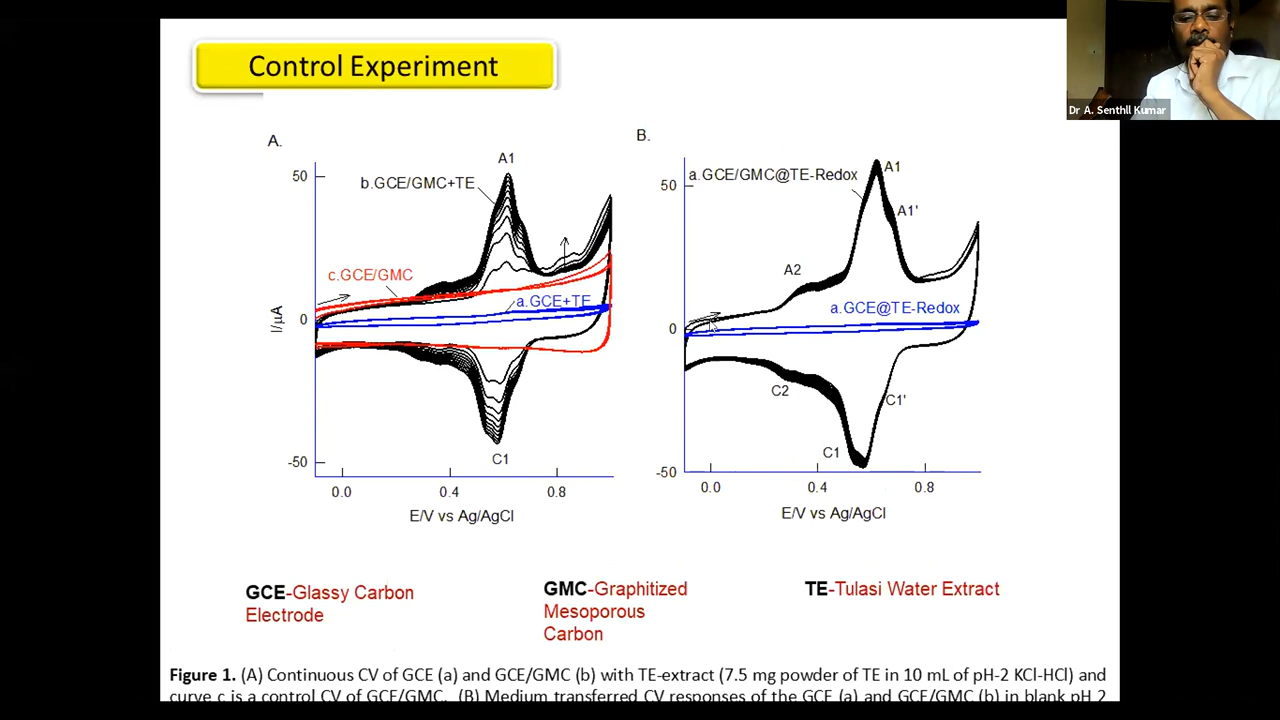 Control Experiment
Dr A. Senthil Kumar
A.
A1
50
b.GCE/GMC+TE
c.GCE/GMC
a.GCE+TE
I/µA
0
-50
C1
0.0 0.4 0.8
E/V vs Ag/AgCl
B.
a.GCE/GMC@TE-Redox
A1
50
A1'
A2
a.GCE@TE-Redox
0
C2
C1'
C1
-50
0.0 0.4 0.8
E/V vs Ag/AgCl
GCE-Glassy Carbon
Electrode
GMC-Graphitized
Mesoporous
Carbon
TE-Tulasi Water Extract
Figure 1. (A) Continuous CV of GCE (a) and GCE/GMC (b) with TE-extract (7.5 mg powder of TE in 10 mL of pH-2 KCl-HCl) and
curve c is a control CV of GCE/GMC. (B) Medium transferred CV responses of the GCE (a) and GCE/GMC (b) in blank pH 2